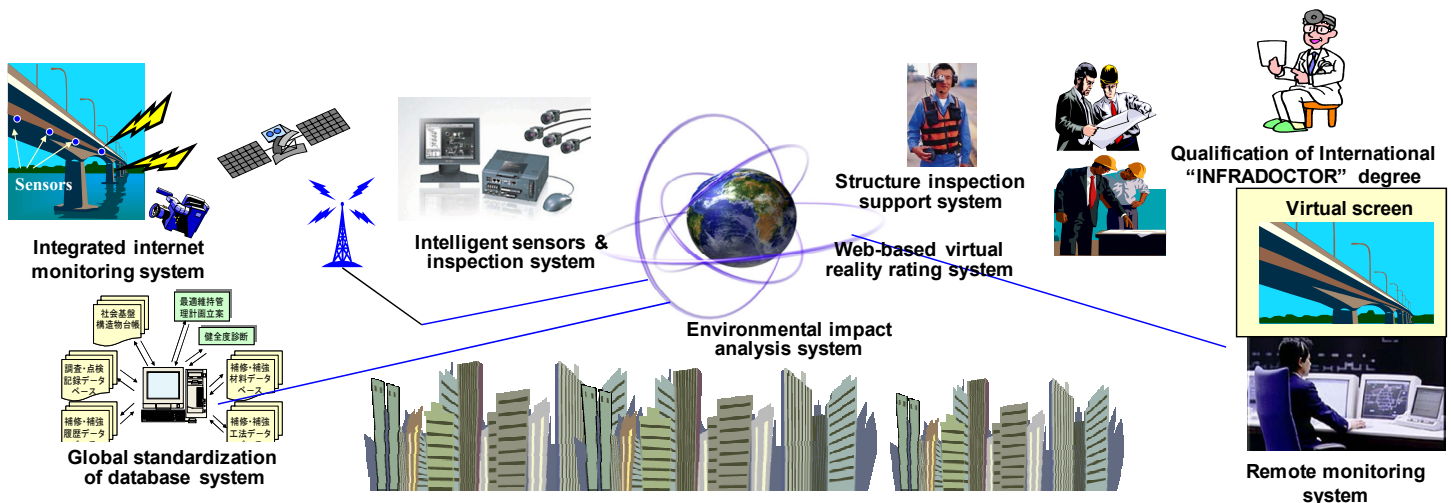 Sensors
Integrated internet
monitoring system
Intelligent sensors &
inspection system
Structure inspection
support system
Web-based virtual
reality rating system
Environmental impact
analysis system
Qualification of International
“INFRADOCTOR” degree
Virtual screen
Remote monitoring
system
社会基盤
構造物台帳
最適維持管
理計画立案
健全度診断
調査・点検
記録データ
ベース
補修・補強
材料データ
ベース
補修・補強
履歴データ
補修・補強
工法データ
Global standardization
of database system